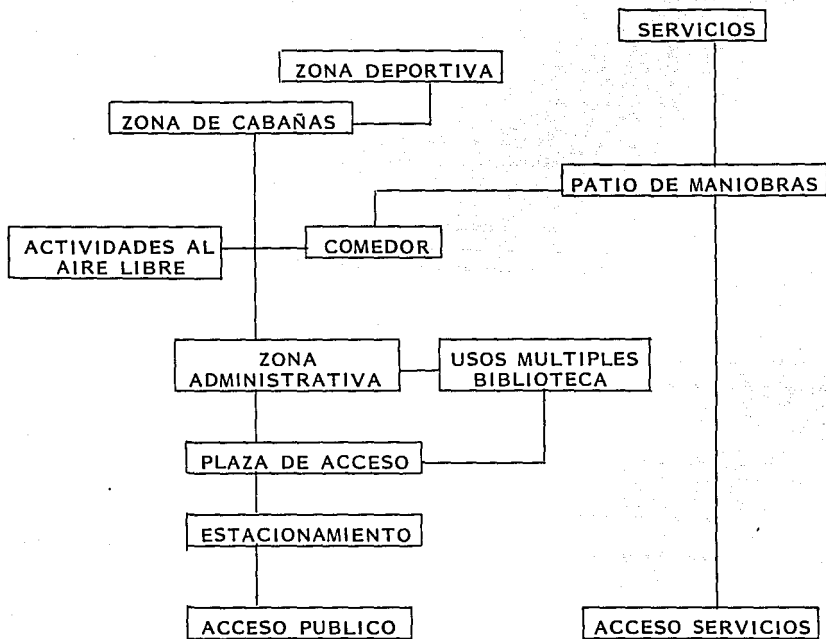 SERVICIOS
ZONA DEPORTIVA
ZONA DE CABAÑAS
PATIO DE MANIOBRAS
ACTIVIDADES AL
AIRE LIBRE
COMEDOR
ZONA
ADMINISTRATIVA
USOS MULTIPLES
BIBLIOTECA
PLAZA DE ACCESO
ESTACIONAMIENTO
ACCESO PUBLICO
ACCESO SERVICIOS